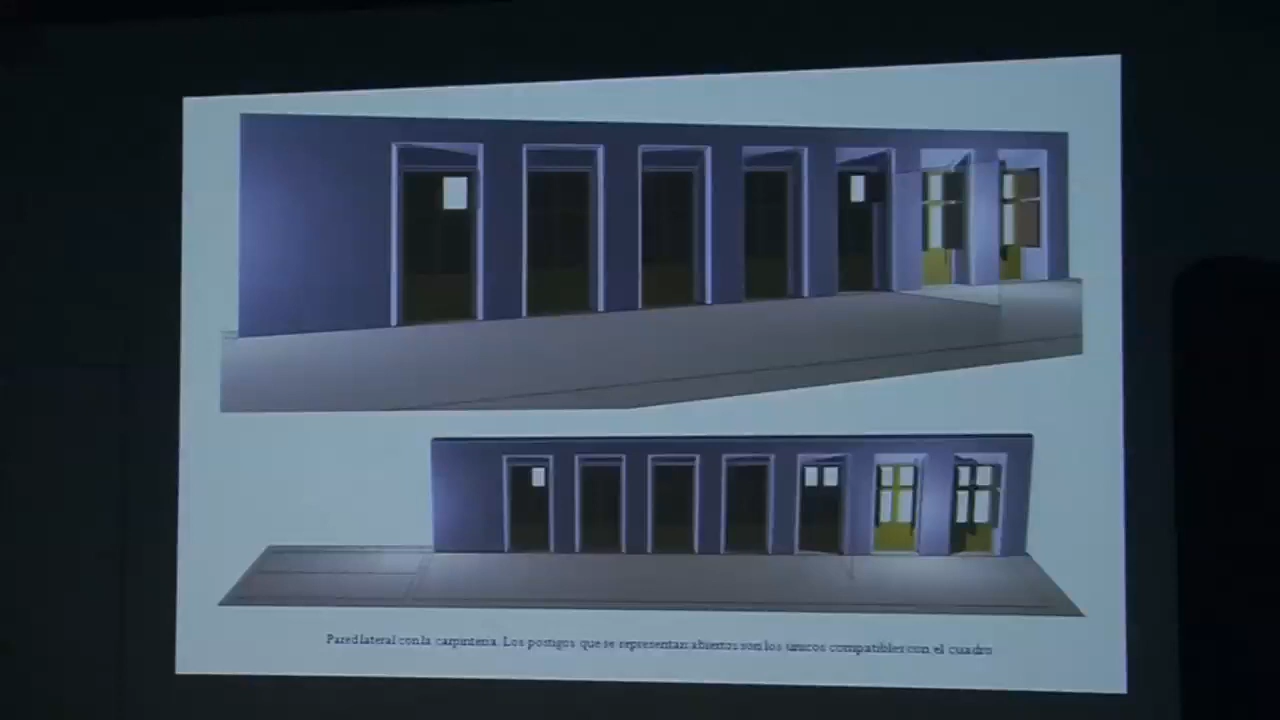 Pared lateral con la carpintería. Los postigos que se representan abiertos son los únicos compatibles con el cuadro